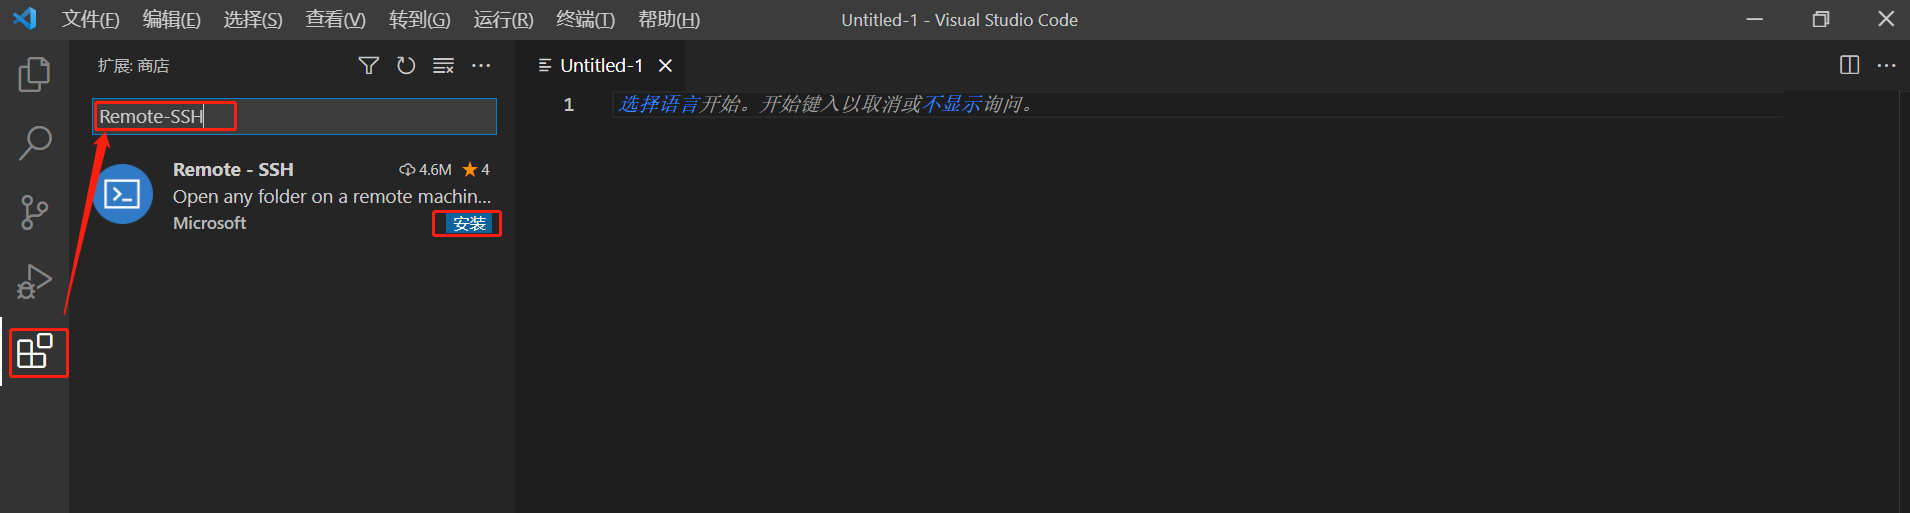 文件(F) 编辑(E) 选择(S) 查看(V) 转到(G) 运行(R) 终端(T) 帮助(H) Untitled-1 - Visual Studio Code
扩展: 商店
Untitled-1
Remote-SSH
1 选择语言开始。开始键入以取消或不显示询问。
Remote - SSH 4.6M 4
Open any folder on a remote machin...
Microsoft 安装